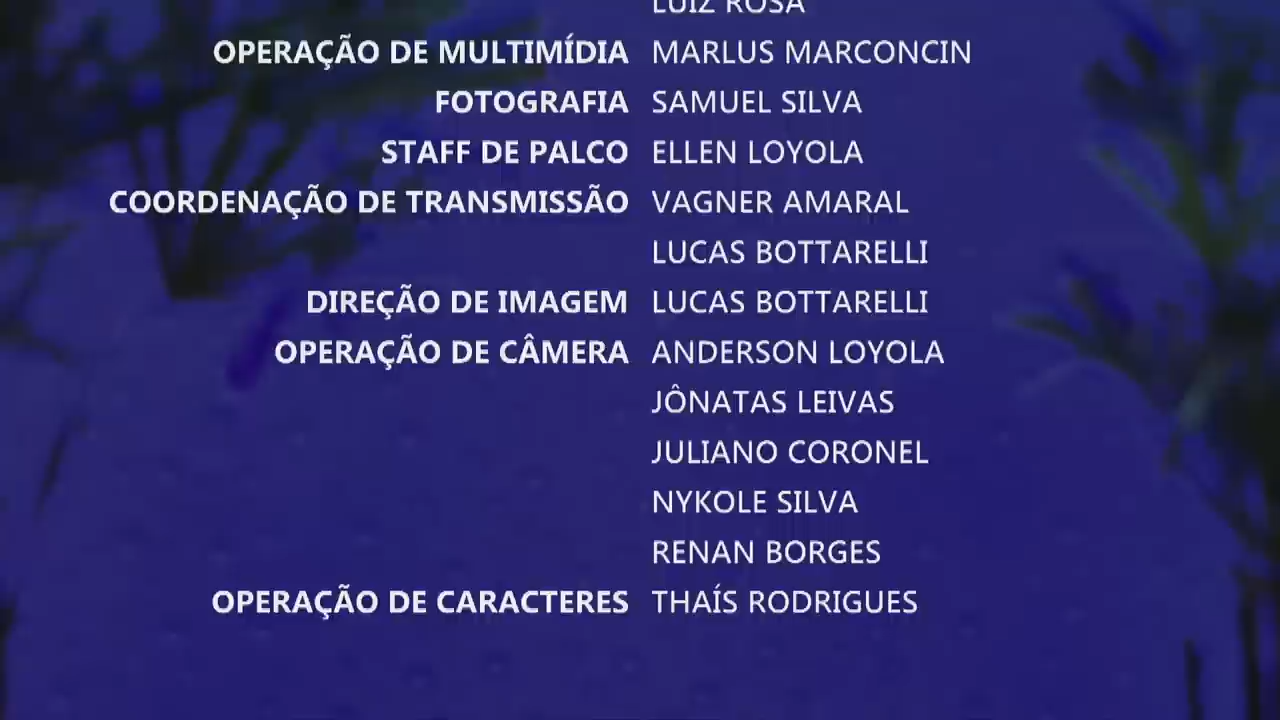 LUIZ ROSA
OPERAÇÃO DE MULTIMÍDIA MARLUS MARCONCIN
FOTOGRAFIA SAMUEL SILVA
STAFF DE PALCO ELLEN LOYOLA
COORDENAÇÃO DE TRANSMISSÃO VAGNER AMARAL
LUCAS BOTTARELLI
DIREÇÃO DE IMAGEM LUCAS BOTTARELLI
OPERAÇÃO DE CÂMERA ANDERSON LOYOLA
JÔNATAS LEIVAS
JULIANO CORONEL
NYKOLE SILVA
RENAN BORGES
OPERAÇÃO DE CARACTERES THAÍS RODRIGUES